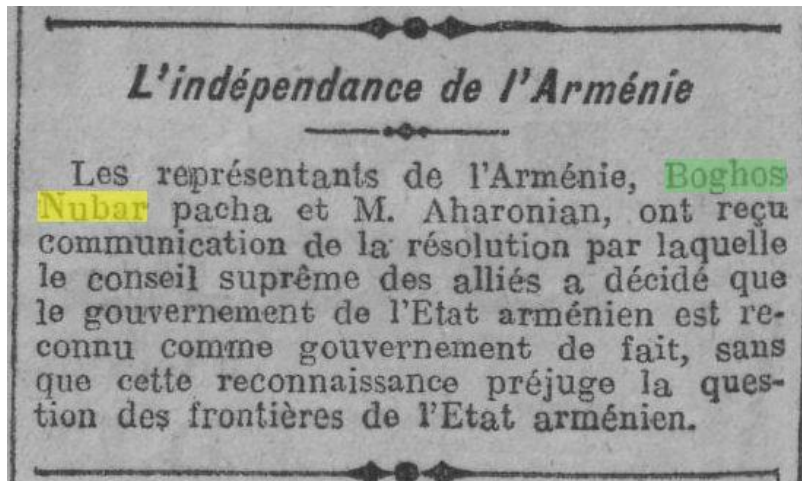 L'indépendance de l'Arménie
Les représentants de l'Arménie, Boghos
Nubar pacha et M. Aharonian, ont reçu
communication de la résolution par laquelle
le conseil suprême des alliés a décidé que
le gouvernement de l'Etat arménien est re-
connu comme gouvernement de fait, sans
que cette reconnaissance préjuge la ques-
tion des frontières de l'Etat arménien.